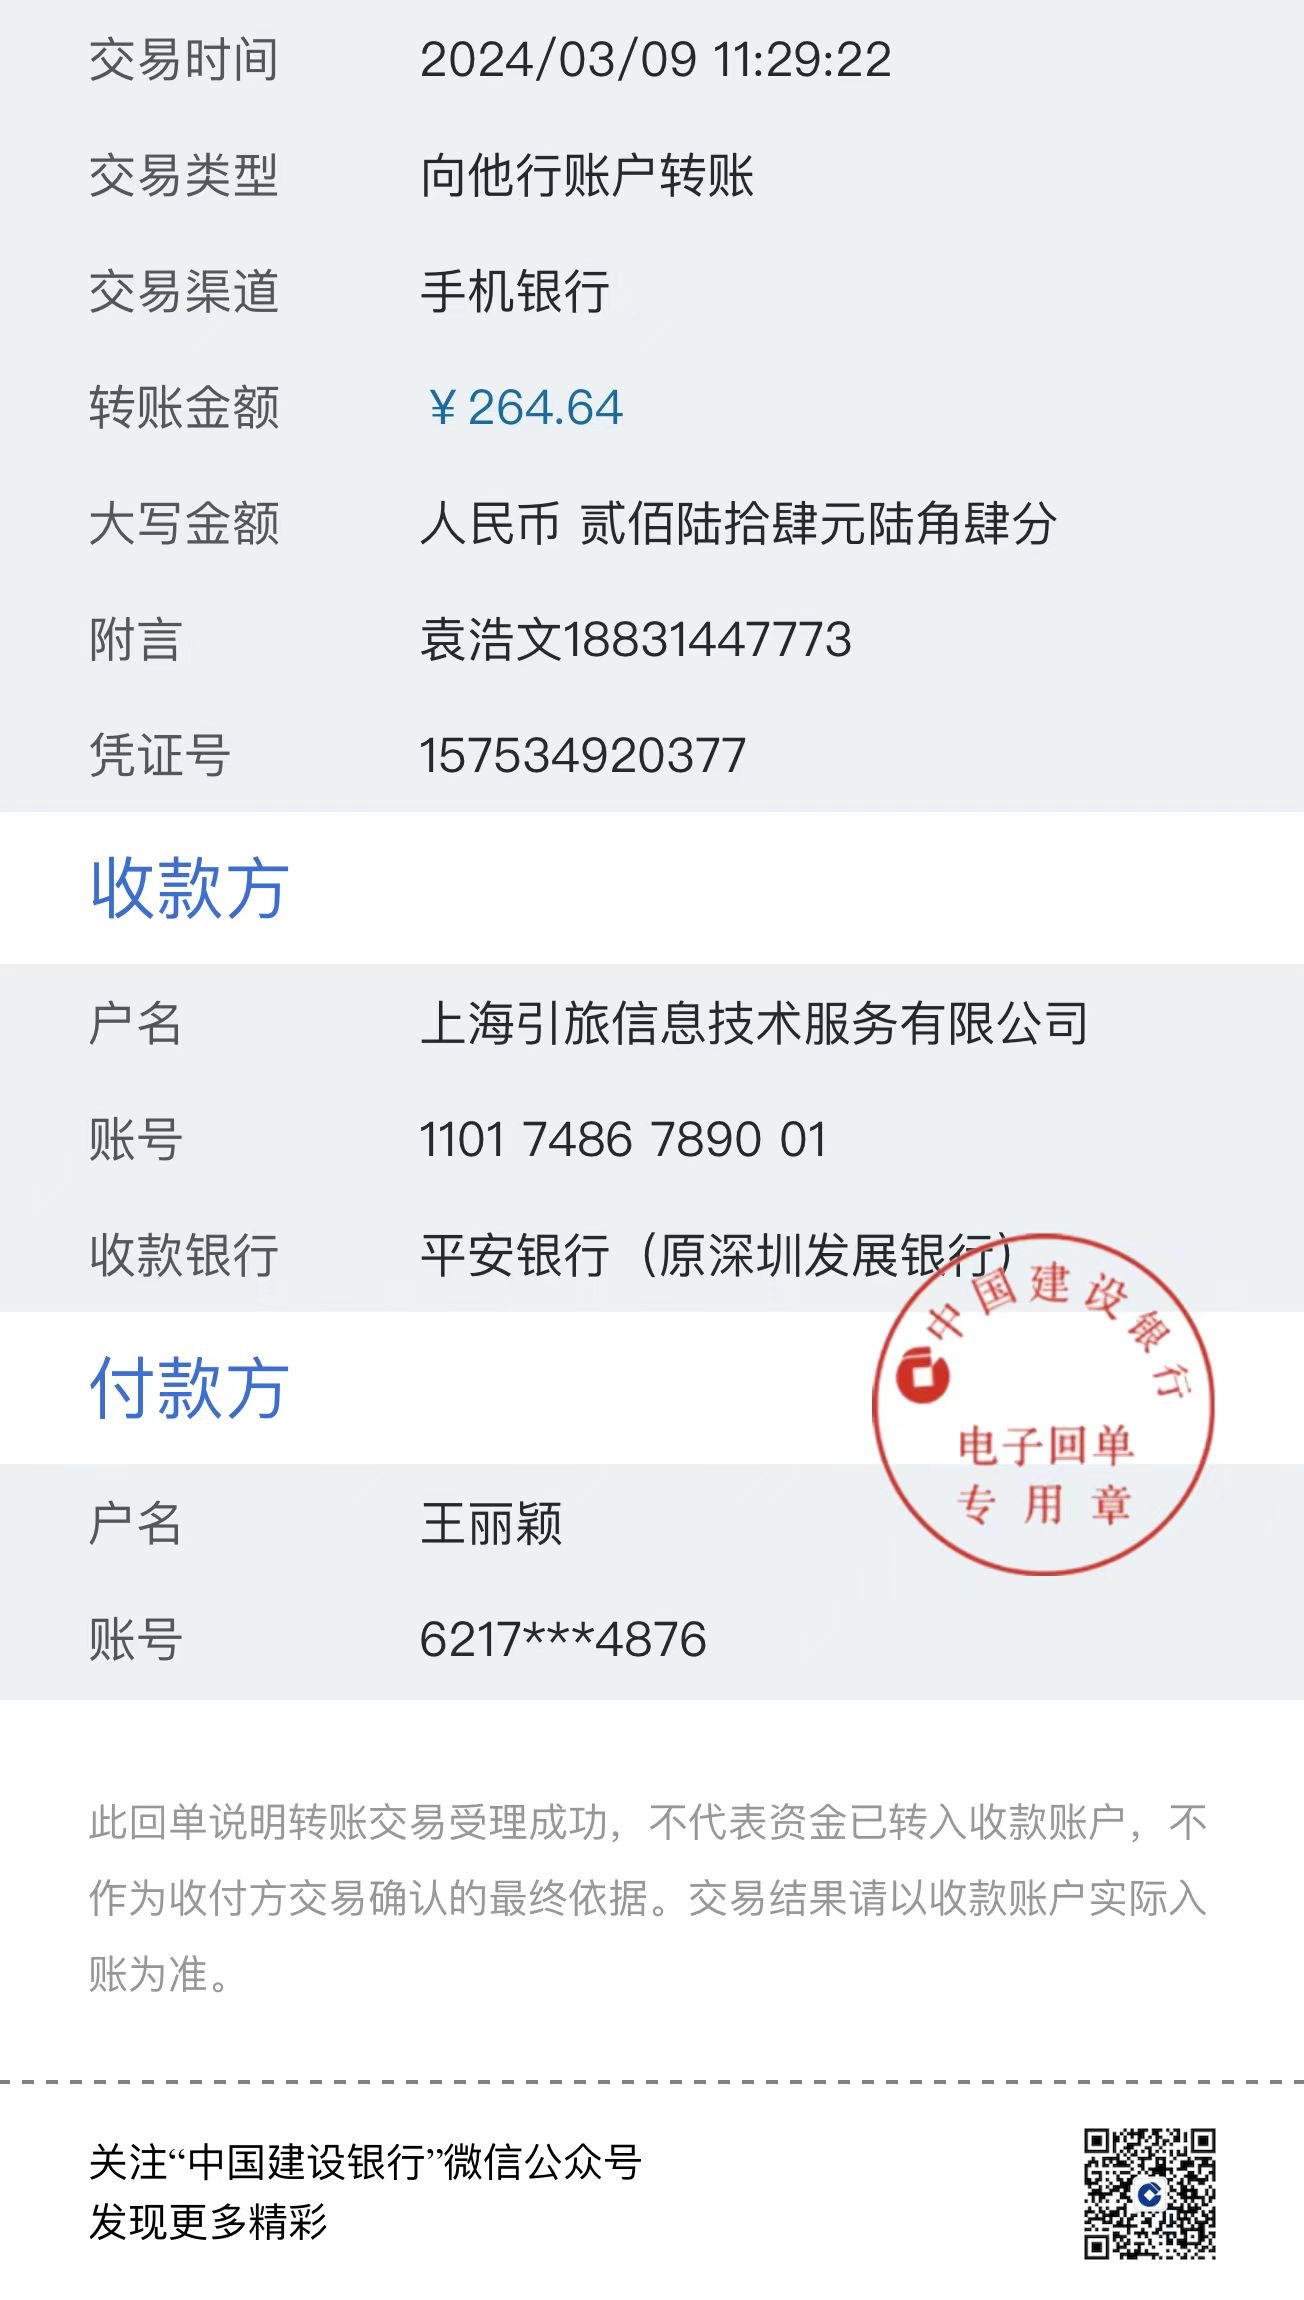 交易时间 2024/03/09 11:29:22
交易类型 向他行账户转账
交易渠道 手机银行
转账金额 ¥264.64
大写金额 人民币 贰佰陆拾肆元陆角肆分
附言 袁浩文18831447773
凭证号 157534920377
收款方
户名 上海引旅信息技术服务有限公司
账号 1101 7486 7890 01
收款银行 平安银行（原深圳发展银行）
中国建设银行
电子回单
专用章
付款方
户名 王丽颖
账号 6217***4876
此回单说明转账交易受理成功，不代表资金已转入收款账户，不
作为收付方交易确认的最终依据。交易结果请以收款账户实际入
账为准。
关注“中国建设银行”微信公众号
发现更多精彩